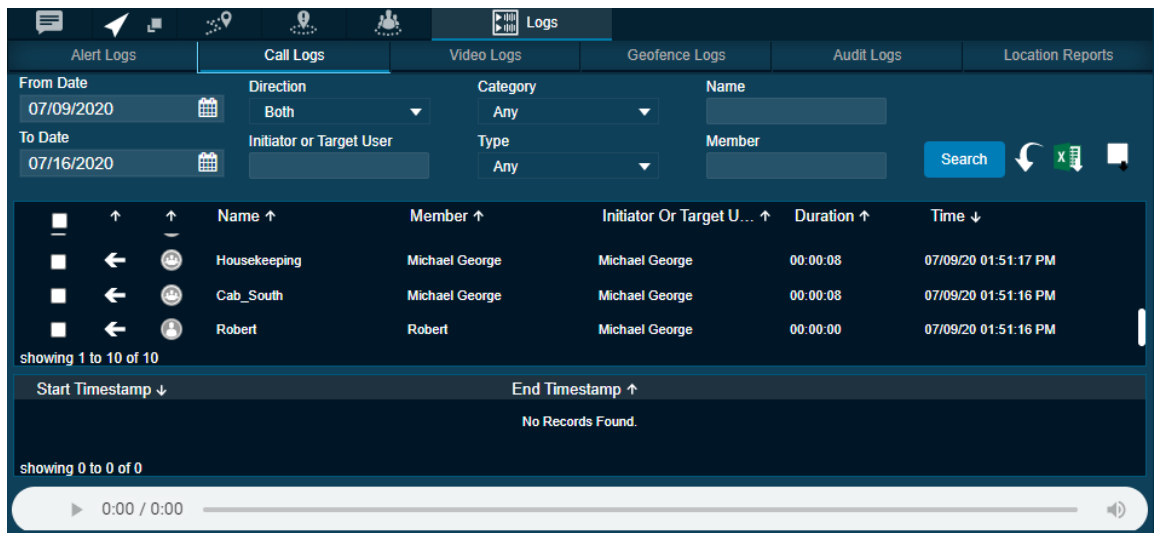 Logs
Alert Logs Call Logs Video Logs Geofence Logs Audit Logs Location Reports
From Date Direction Category Name
07/09/2020 Both Any
To Date Initiator or Target User Type Member
07/16/2020 Any Search
Name ↑ Member ↑ Initiator Or Target U... ↑ Duration ↑ Time ↓
Housekeeping Michael George Michael George 00:00:08 07/09/20 01:51:17 PM
Cab_South Michael George Michael George 00:00:08 07/09/20 01:51:16 PM
Robert Robert Michael George 00:00:00 07/09/20 01:51:16 PM
showing 1 to 10 of 10
Start Timestamp ↓ End Timestamp ↑
No Records Found.
showing 0 to 0 of 0
0:00 / 0:00